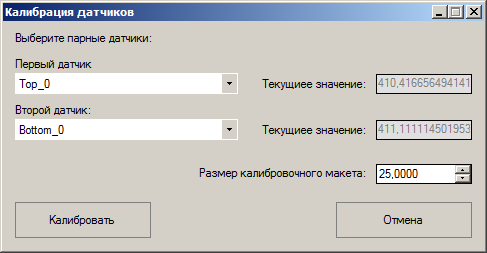 Калибрация датчиков
Выберите парные датчики:
Первый датчик
Top_0 Текущиее значение: 410,416656494141
Второй датчик:
Bottom_0 Текущиее значение: 411,111114501953
Размер калибровочного макета: 25,0000
Калибровать Отмена